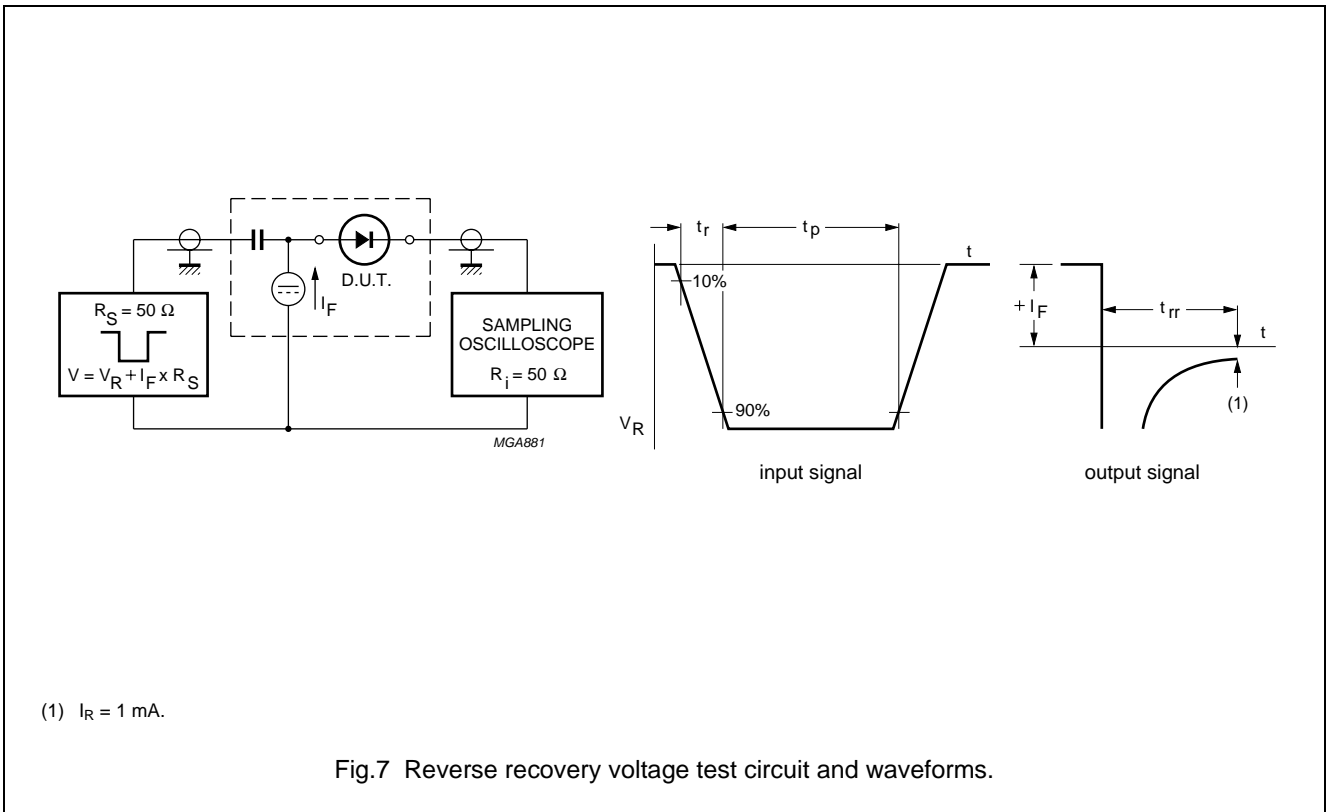 R_S = 50 Ω
V = V_R + I_F x R_S
I_F
D.U.T.
SAMPLING
OSCILLOSCOPE
R_i = 50 Ω
MGA881
t_r
t_p
t
10%
90%
V_R
input signal
+ I_F
t_rr
t
(1)
output signal
(1) I_R = 1 mA.
Fig.7 Reverse recovery voltage test circuit and waveforms.